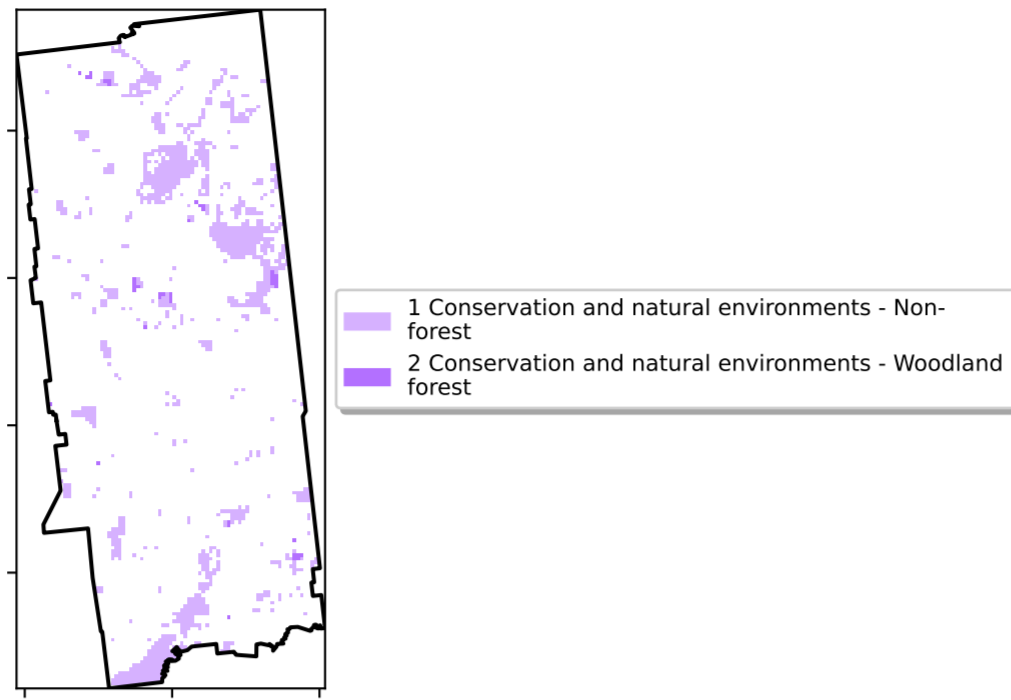 1 Conservation and natural environments - Non-
forest
2 Conservation and natural environments - Woodland
forest